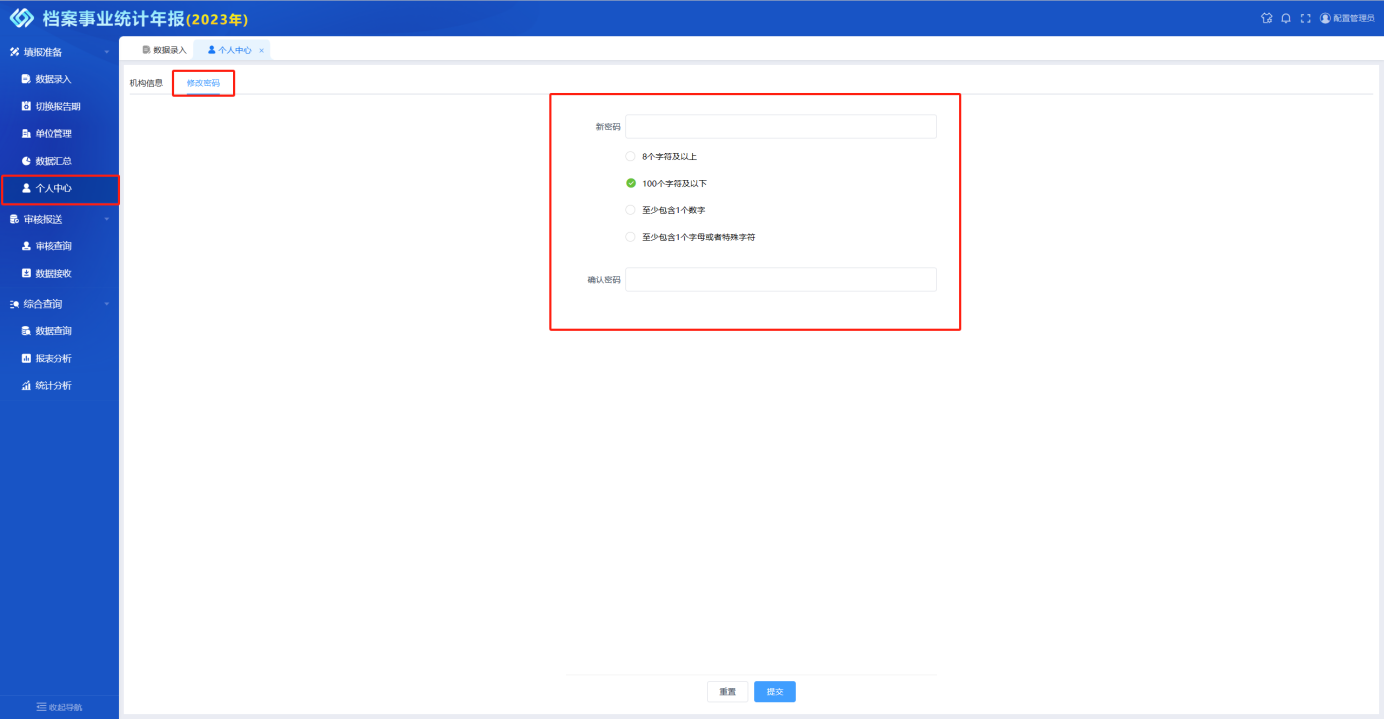 档案事业统计年报(2023年)
配置管理员
填报准备
数据录入
切换报告期
单位管理
数据汇总
个人中心
审核报送
审核查询
数据接收
综合查询
数据查询
报表分析
统计分析
收起导航
数据录入
个人中心 ×
机构信息
修改密码
新密码
8个字符及以上
100个字符及以下
至少包含1个数字
至少包含1个字母或者特殊字符
确认密码
重置
提交